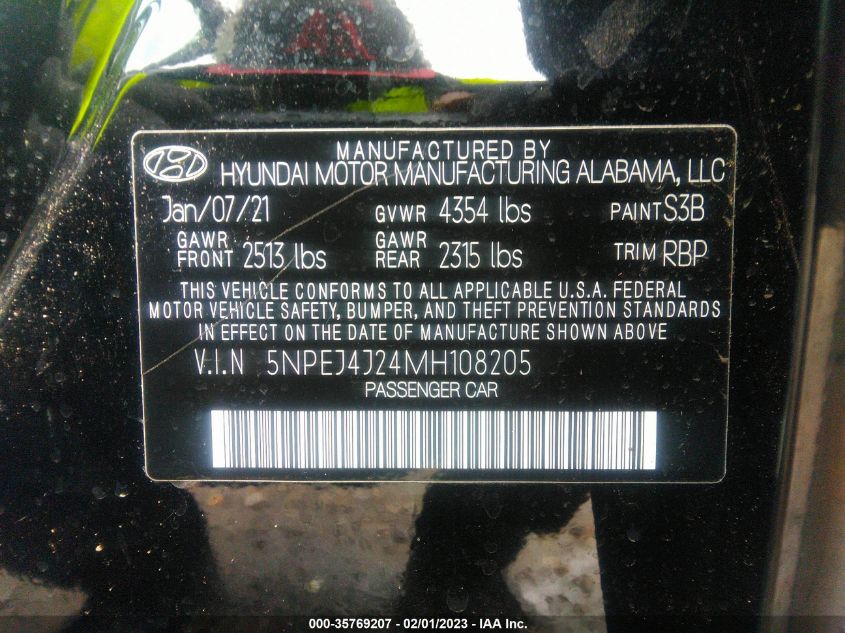 MANUFACTURED BY
HYUNDAI MOTOR MANUFACTURING ALABAMA, LLC
Jan/07/21 GVWR 4354 lbs PAINT S3B
GAWR FRONT 2513 lbs GAWR REAR 2315 lbs TRIM RBP
THIS VEHICLE CONFORMS TO ALL APPLICABLE U.S.A. FEDERAL
MOTOR VEHICLE SAFETY, BUMPER, AND THEFT PREVENTION STANDARDS
IN EFFECT ON THE DATE OF MANUFACTURE SHOWN ABOVE
V.I.N 5NPEJ4J24MH108205
PASSENGER CAR
000-35769207 - 02/01/2023 - IAA Inc.